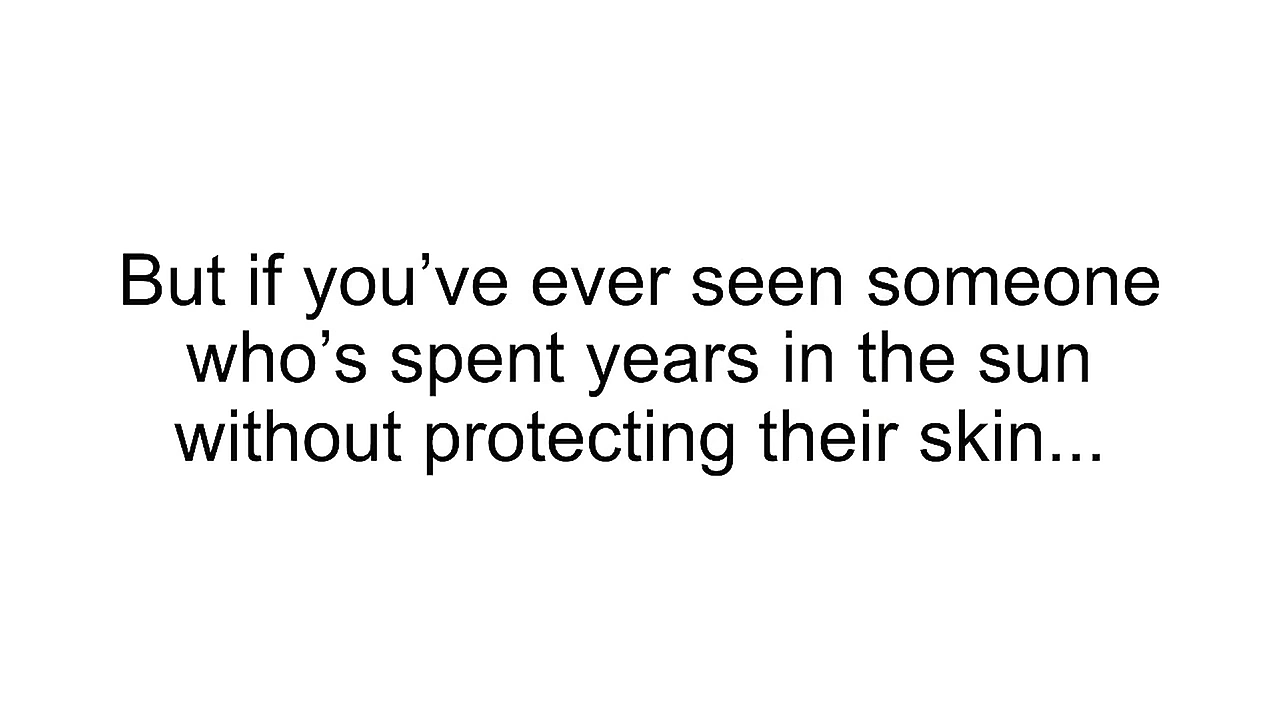 But if you’ve ever seen someone
who’s spent years in the sun
without protecting their skin...